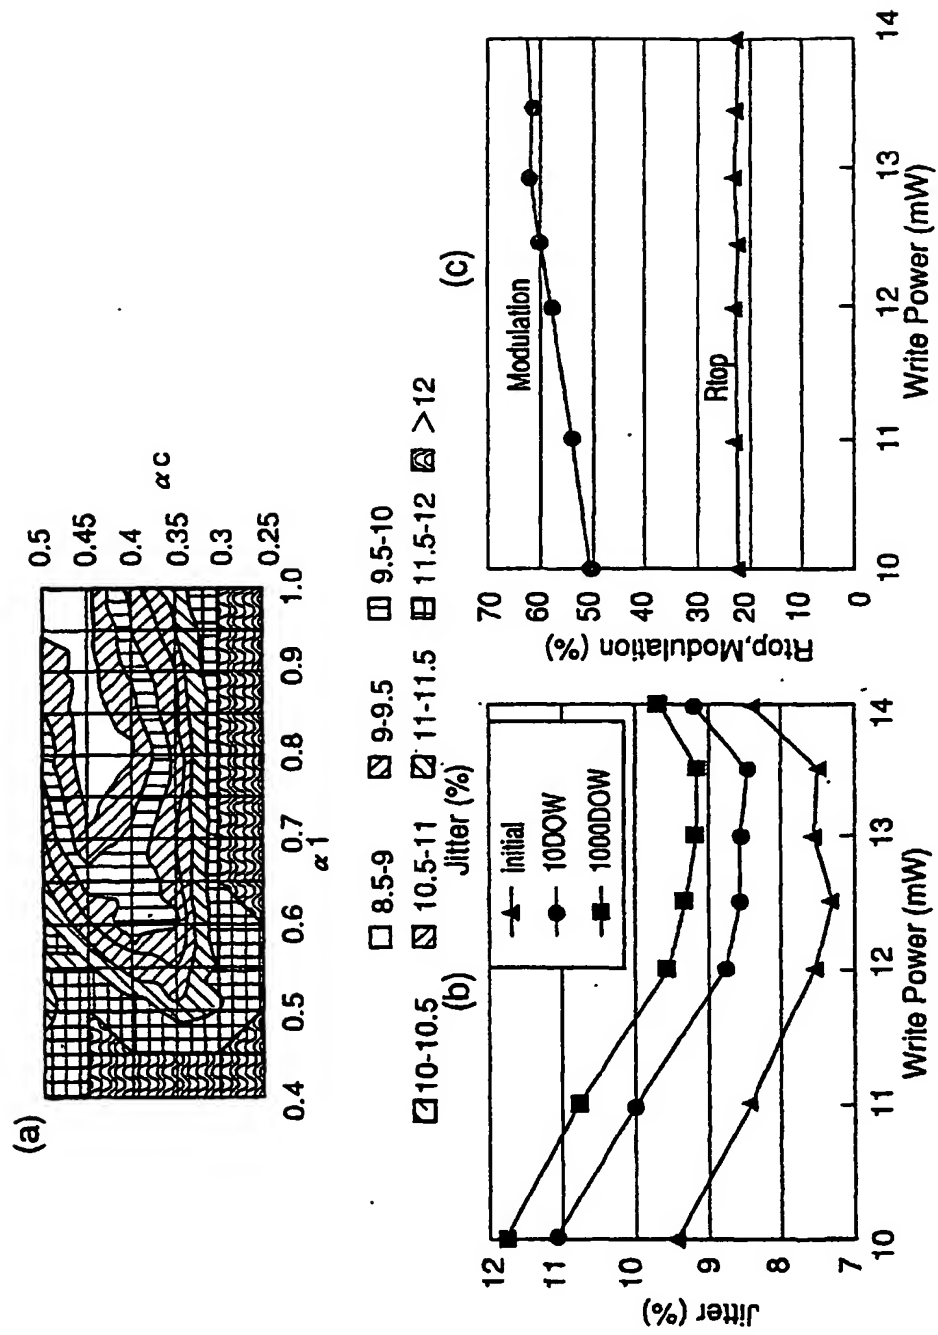 (a)
0.5
0.45
0.4
0.35
0.3
0.25
αc
0.4 0.5 0.6 0.7 0.8 0.9 1.0
α1
8.5-9 9-9.5 9.5-10
10-10.5 10.5-11 11-11.5 11.5-12 >12
Jitter (%)
(b)
12
11
10
9
8
7
Jitter (%)
Initial
10DOW
1000DOW
10 11 12 13 14
Write Power (mW)
(c)
70
60
50
40
30
20
10
0
Rtop,Modulation (%)
Modulation
Rtop
10 11 12 13 14
Write Power (mW)